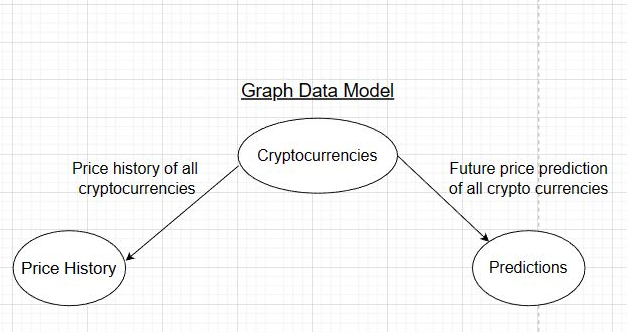 Graph Data Model
Cryptocurrencies
Price history of all
cryptocurrencies
Future price prediction
of all crypto currencies
Price History
Predictions